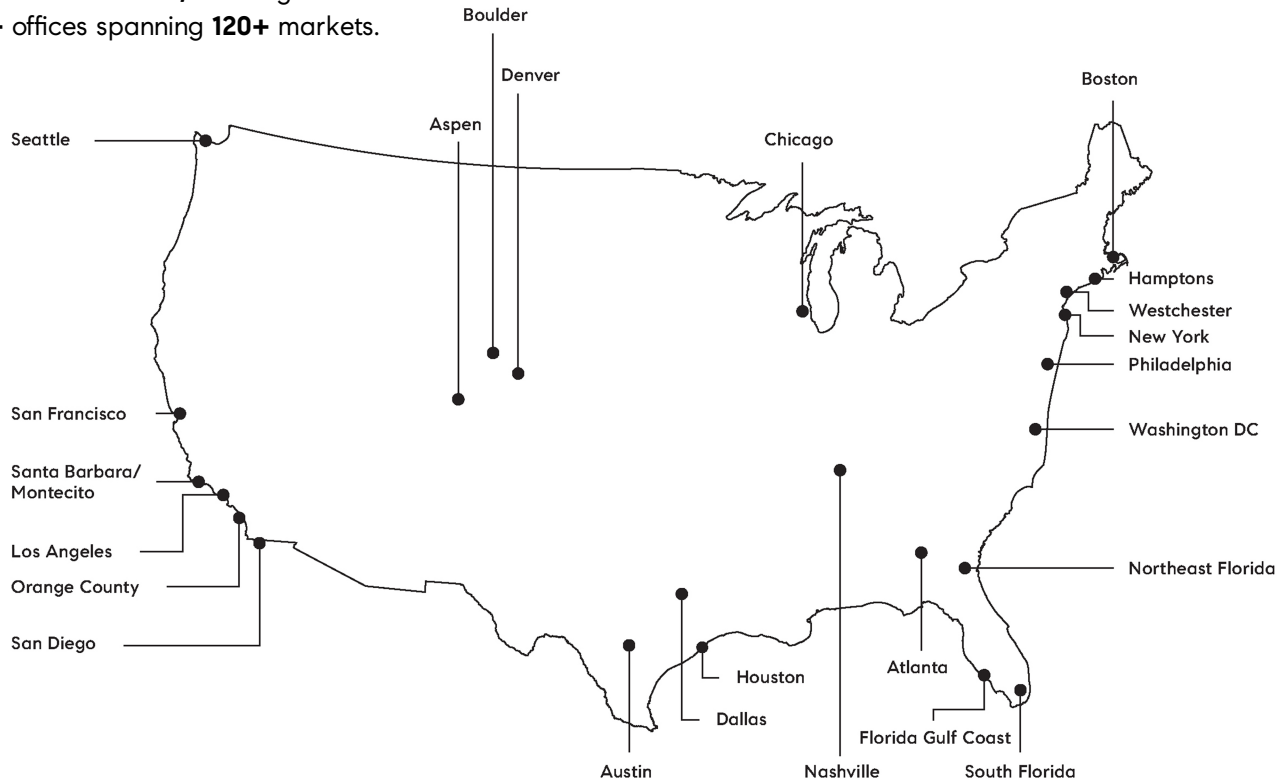 offices spanning 120+ markets.
Boulder
Denver
Boston
Aspen
Seattle
Chicago
Hamptons
Westchester
New York
Philadelphia
San Francisco
Washington DC
Santa Barbara/
Montecito
Los Angeles
Orange County
Northeast Florida
San Diego
Atlanta
Houston
Dallas
Florida Gulf Coast
Austin
Nashville
South Florida